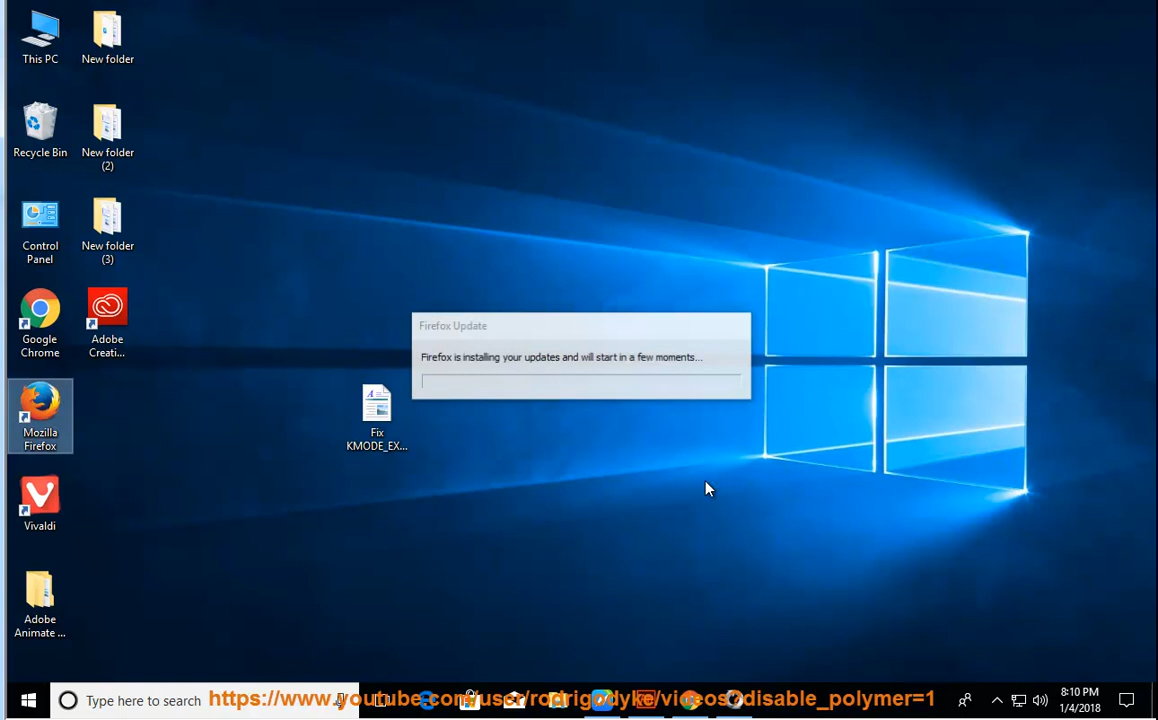 This PC
New folder
Recycle Bin
New folder
(2)
Control
Panel
New folder
(3)
Google
Chrome
Adobe
Creati...
Mozilla
Firefox
Vivaldi
Adobe
Animate ...
Fix
KMODE_EX...
Firefox Update
Firefox is installing your updates and will start in a few moments...
Type here to search
https://www.youtube.com/user/rodrigodyke/videos?disable_polymer=1
8:10 PM
1/4/2018